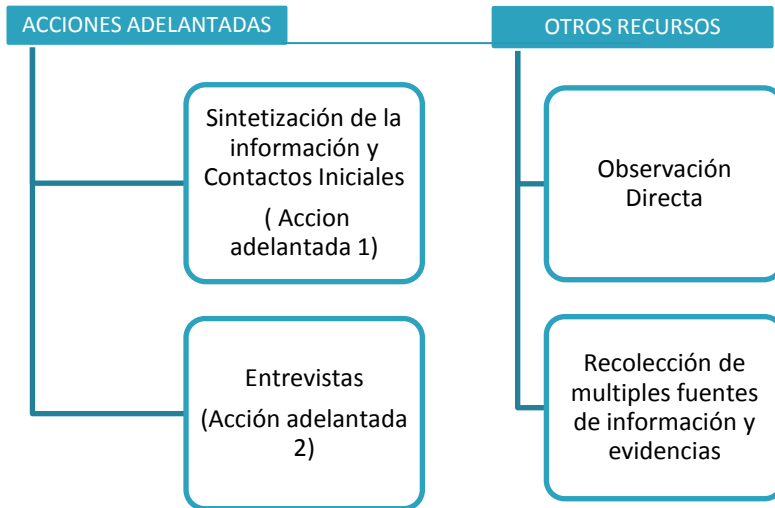 ACCIONES ADELANTADAS
Sintetización de la
información y
Contactos Iniciales
( Accion
adelantada 1)
Entrevistas
(Acción adelantada
2)
OTROS RECURSOS
Observación
Directa
Recolección de
multiples fuentes
de información y
evidencias